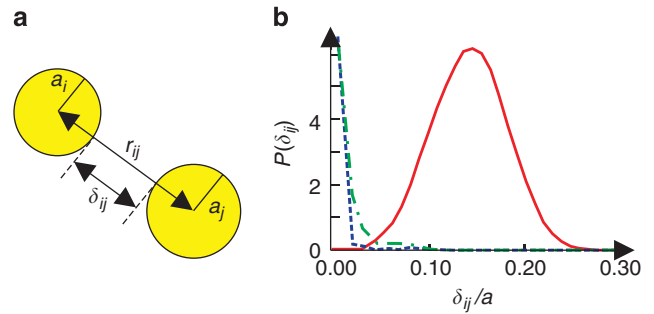 a
a_i
r_ij
δ_ij
a_j
b
P(δ_ij)
4
2
0
0.00 0.10 0.20 0.30
δ_ij/a